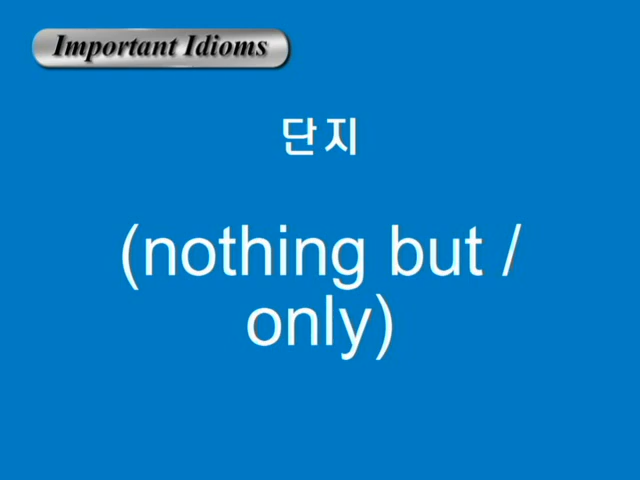 Important Idioms
단지
(nothing but /
only)